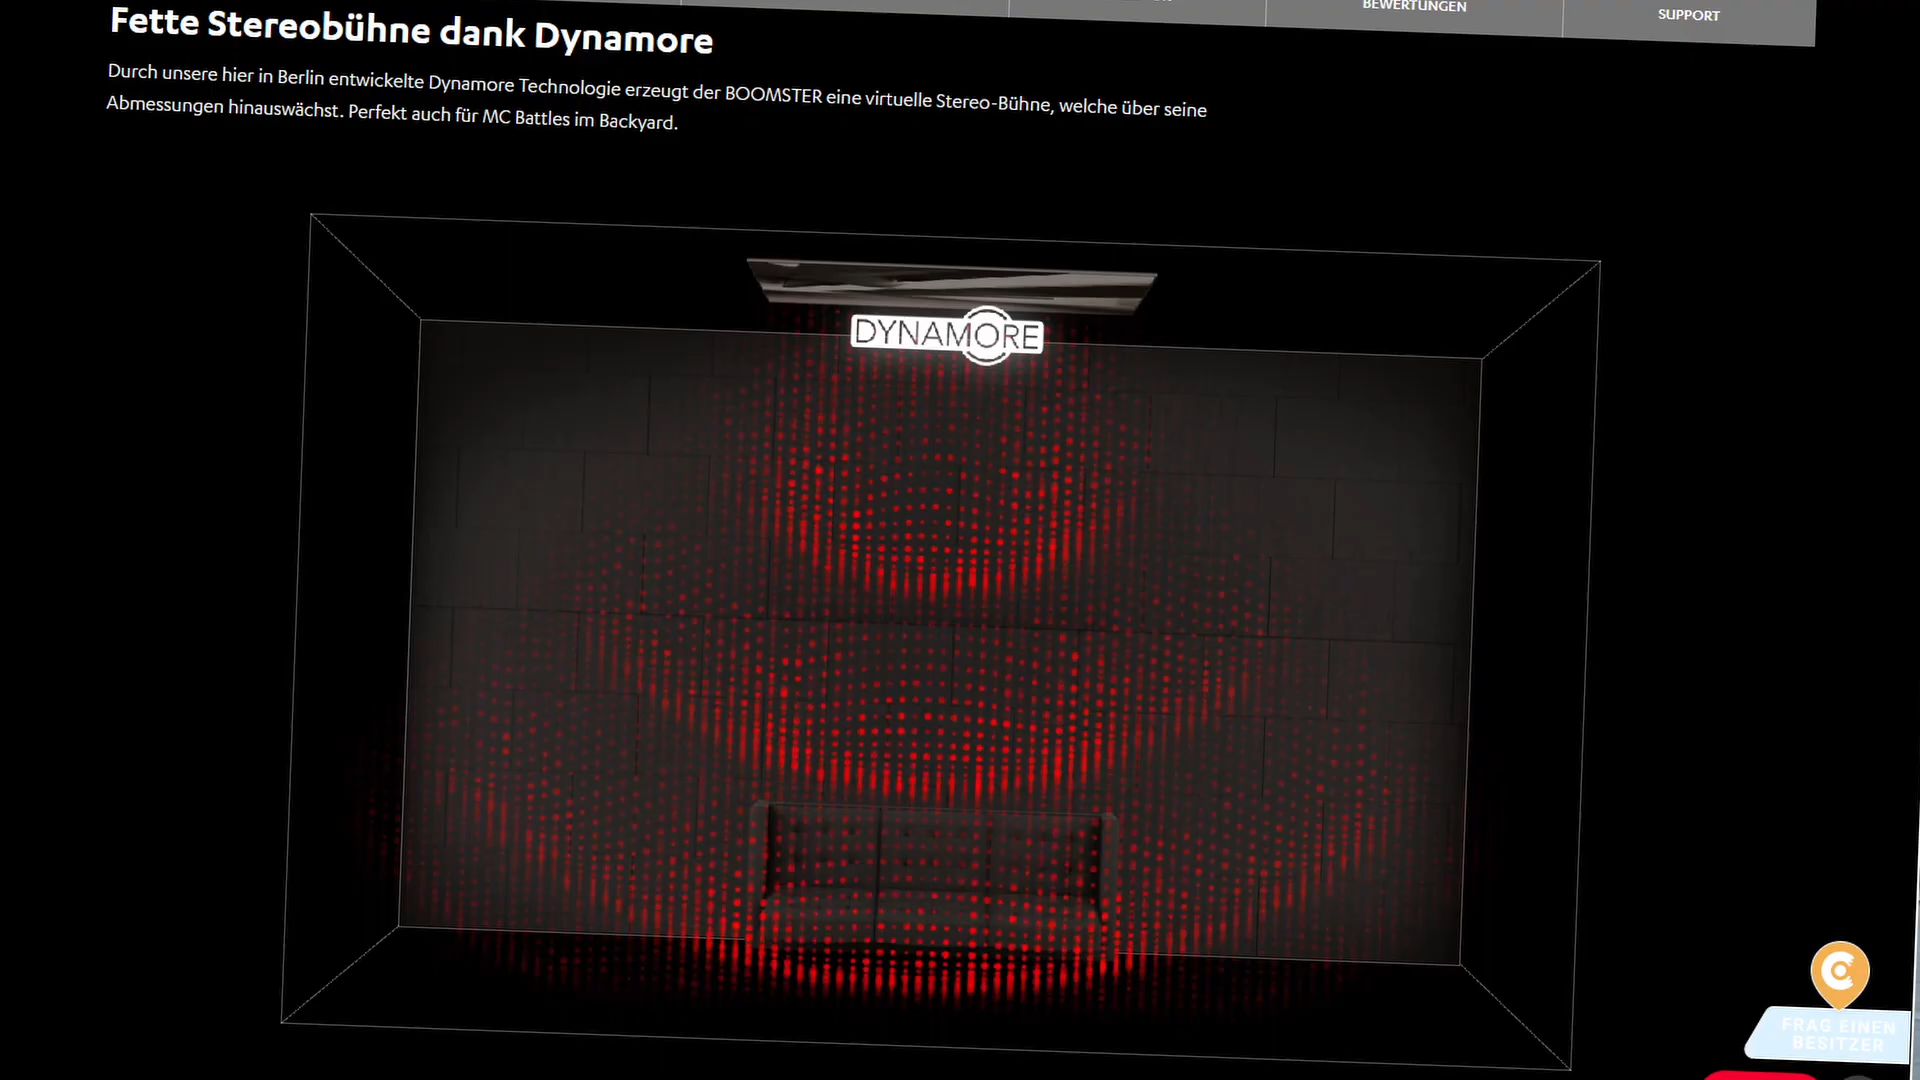 BEWERTUNGEN
SUPPORT
Fette Stereobühne dank Dynamore
Durch unsere hier in Berlin entwickelte Dynamore Technologie erzeugt der BOOMSTER eine virtuelle Stereo-Bühne, welche über seine
Abmessungen hinauswächst. Perfekt auch für MC Battles im Backyard.
DYNAMORE
FRAG EINEN
BESITZER